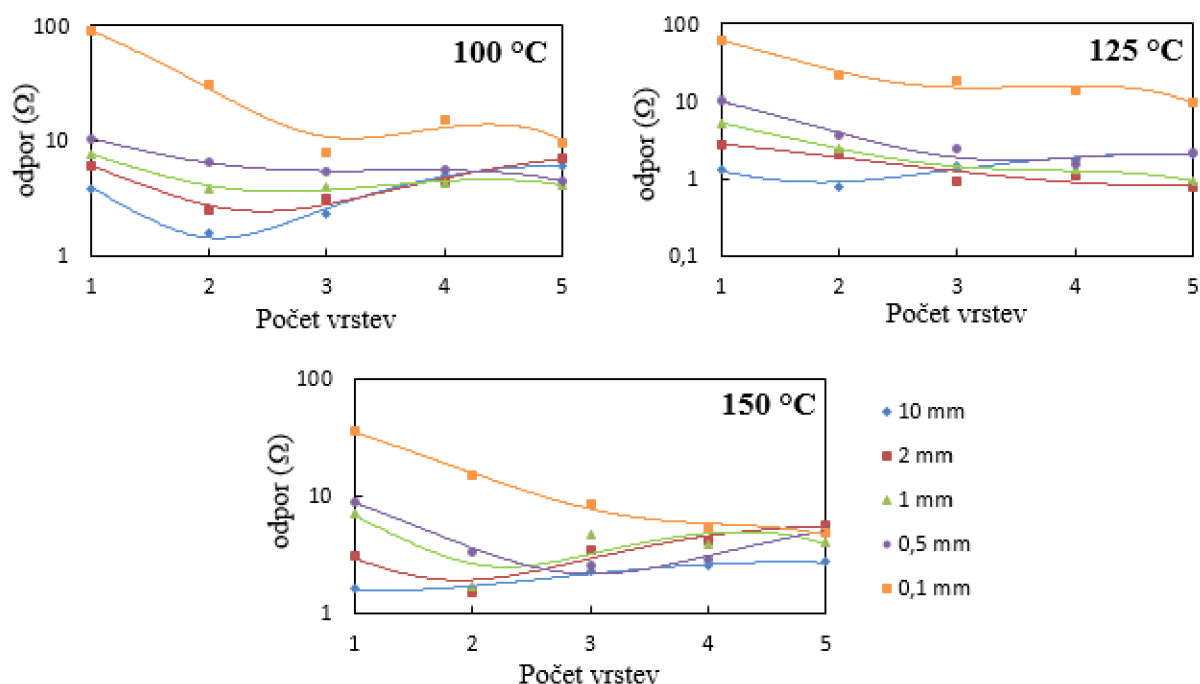 100 °C
odpor (Ω)
100
10
1
1 2 3 4 5
Počet vrstev
125 °C
odpor (Ω)
100
10
1
0,1
1 2 3 4 5
Počet vrstev
150 °C
odpor (Ω)
100
10
1
1 2 3 4 5
Počet vrstev
10 mm
2 mm
1 mm
0,5 mm
0,1 mm